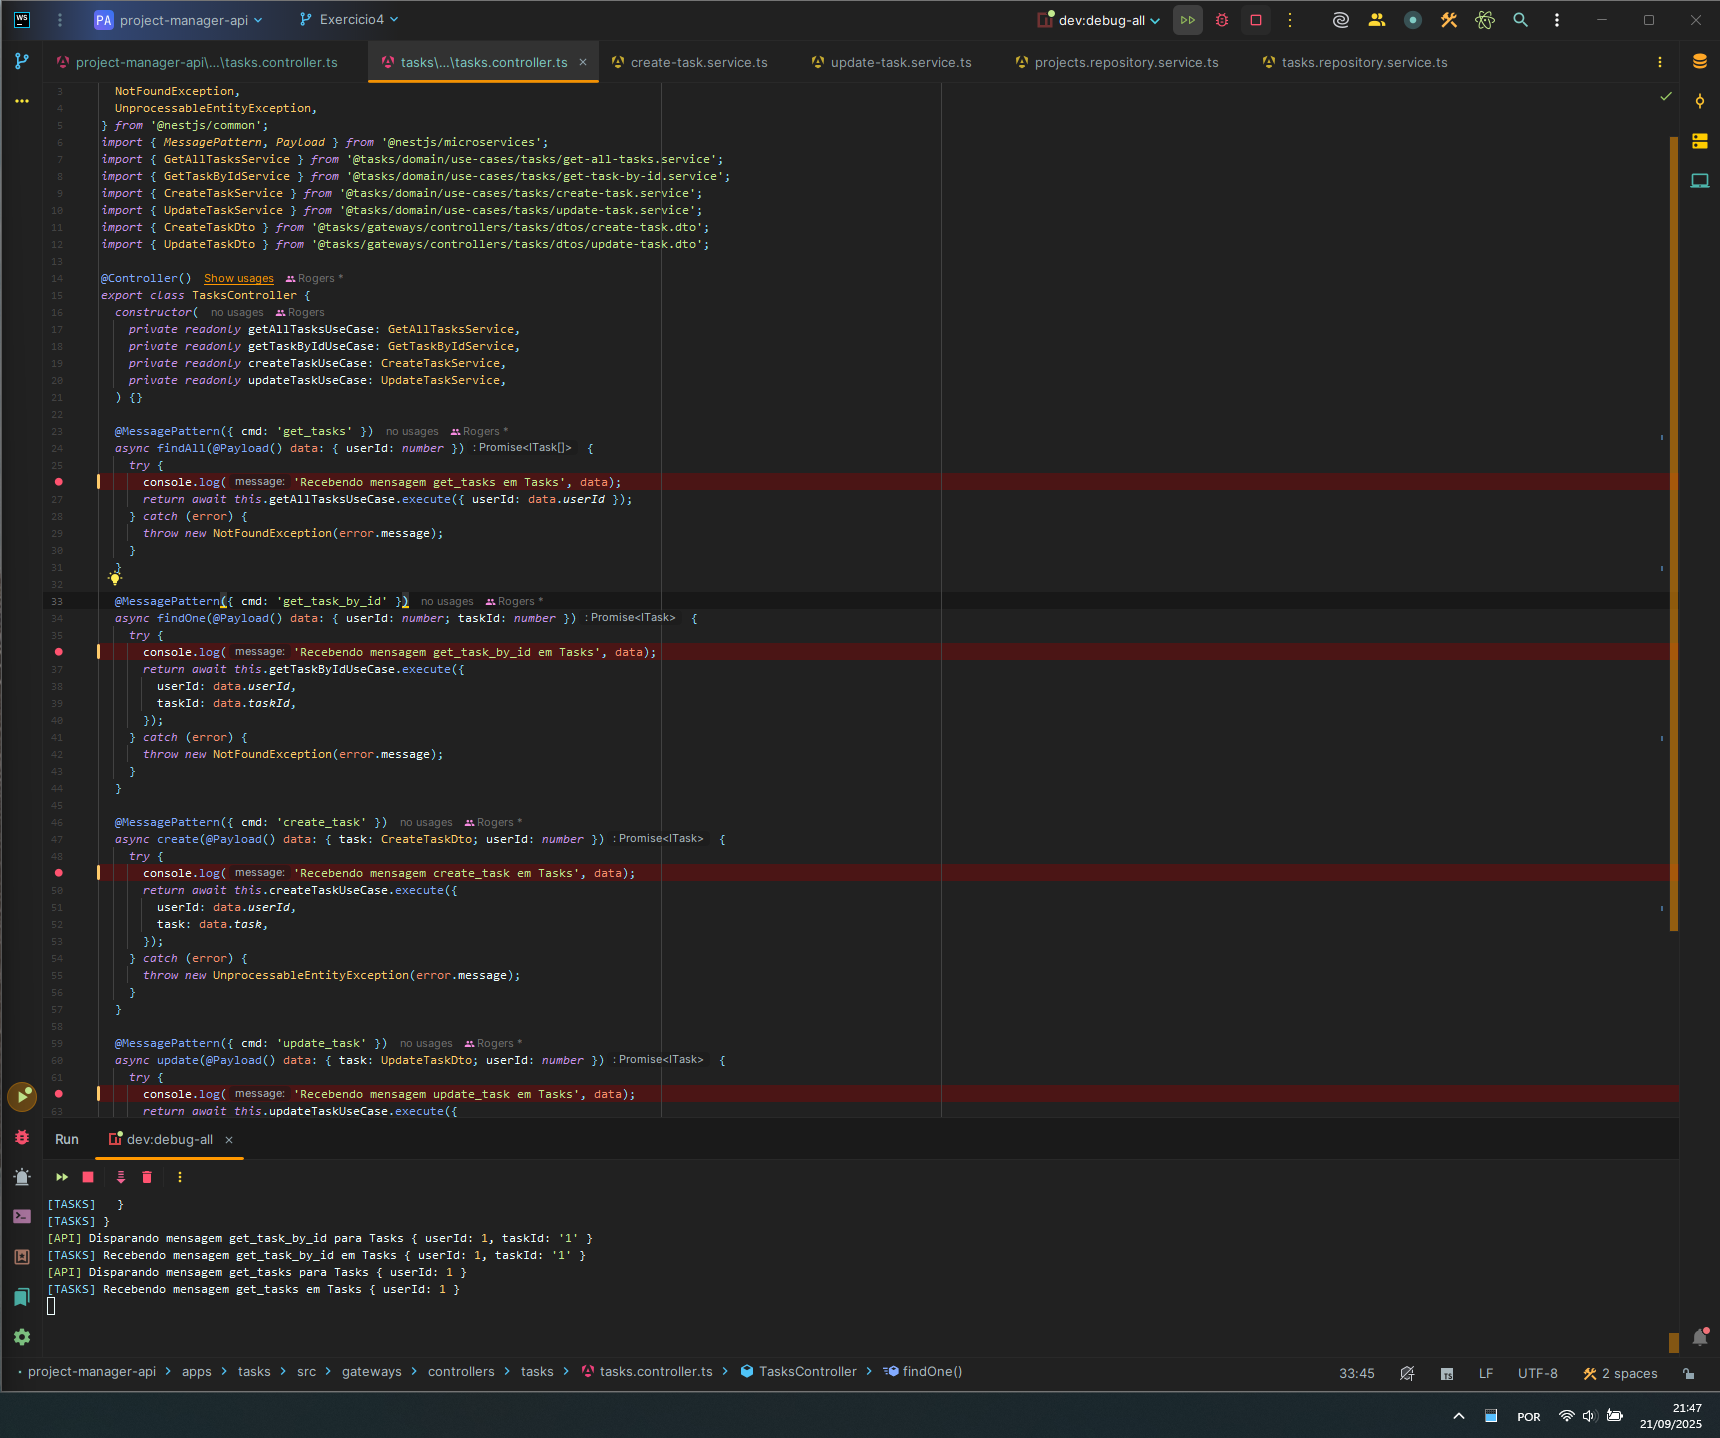 WS
PA project-manager-api
Exercicio4
dev:debug-all
project-manager-api\...\tasks.controller.ts
tasks\...\tasks.controller.ts
create-task.service.ts
update-task.service.ts
projects.repository.service.ts
tasks.repository.service.ts
3 NotFoundException,
4 UnprocessableEntityException,
5 } from '@nestjs/common';
6 import { MessagePattern, Payload } from '@nestjs/microservices';
7 import { GetAllTasksService } from '@tasks/domain/use-cases/tasks/get-all-tasks.service';
8 import { GetTaskByIdService } from '@tasks/domain/use-cases/tasks/get-task-by-id.service';
9 import { CreateTaskService } from '@tasks/domain/use-cases/tasks/create-task.service';
10 import { UpdateTaskService } from '@tasks/domain/use-cases/tasks/update-task.service';
11 import { CreateTaskDto } from '@tasks/gateways/controllers/tasks/dtos/create-task.dto';
12 import { UpdateTaskDto } from '@tasks/gateways/controllers/tasks/dtos/update-task.dto';
13
14 @Controller() Show usages Rogers *
15 export class TasksController {
16 constructor( no usages Rogers
17 private readonly getAllTasksUseCase: GetAllTasksService,
18 private readonly getTaskByIdUseCase: GetTaskByIdService,
19 private readonly createTaskUseCase: CreateTaskService,
20 private readonly updateTaskUseCase: UpdateTaskService,
21 ) {}
22
23 @MessagePattern({ cmd: 'get_tasks' }) no usages Rogers *
24 async findAll(@Payload() data: { userId: number }) : Promise<ITask[]> {
25 try {
console.log( message: 'Recebendo mensagem get_tasks em Tasks', data);
27 return await this.getAllTasksUseCase.execute({ userId: data.userId });
28 } catch (error) {
29 throw new NotFoundException(error.message);
30 }
31 }
32
33 @MessagePattern({ cmd: 'get_task_by_id' }) no usages Rogers *
34 async findOne(@Payload() data: { userId: number; taskId: number }) : Promise<ITask> {
35 try {
console.log( message: 'Recebendo mensagem get_task_by_id em Tasks', data);
37 return await this.getTaskByIdUseCase.execute({
38 userId: data.userId,
39 taskId: data.taskId,
40 });
41 } catch (error) {
42 throw new NotFoundException(error.message);
43 }
44 }
45
46 @MessagePattern({ cmd: 'create_task' }) no usages Rogers *
47 async create(@Payload() data: { task: CreateTaskDto; userId: number }) : Promise<ITask> {
48 try {
console.log( message: 'Recebendo mensagem create_task em Tasks', data);
50 return await this.createTaskUseCase.execute({
51 userId: data.userId,
52 task: data.task,
53 });
54 } catch (error) {
55 throw new UnprocessableEntityException(error.message);
56 }
57 }
58
59 @MessagePattern({ cmd: 'update_task' }) no usages Rogers *
60 async update(@Payload() data: { task: UpdateTaskDto; userId: number }) : Promise<ITask> {
61 try {
console.log( message: 'Recebendo mensagem update_task em Tasks', data);
63 return await this.updateTaskUseCase.execute({
Run dev:debug-all
[TASKS] }
[TASKS] }
[API] Disparando mensagem get_task_by_id para Tasks { userId: 1, taskId: '1' }
[TASKS] Recebendo mensagem get_task_by_id em Tasks { userId: 1, taskId: '1' }
[API] Disparando mensagem get_tasks para Tasks { userId: 1 }
[TASKS] Recebendo mensagem get_tasks em Tasks { userId: 1 }
project-manager-api > apps > tasks > src > gateways > controllers > tasks > tasks.controller.ts > TasksController > findOne()
33:45 LF UTF-8 2 spaces
POR
21:47
21/09/2025